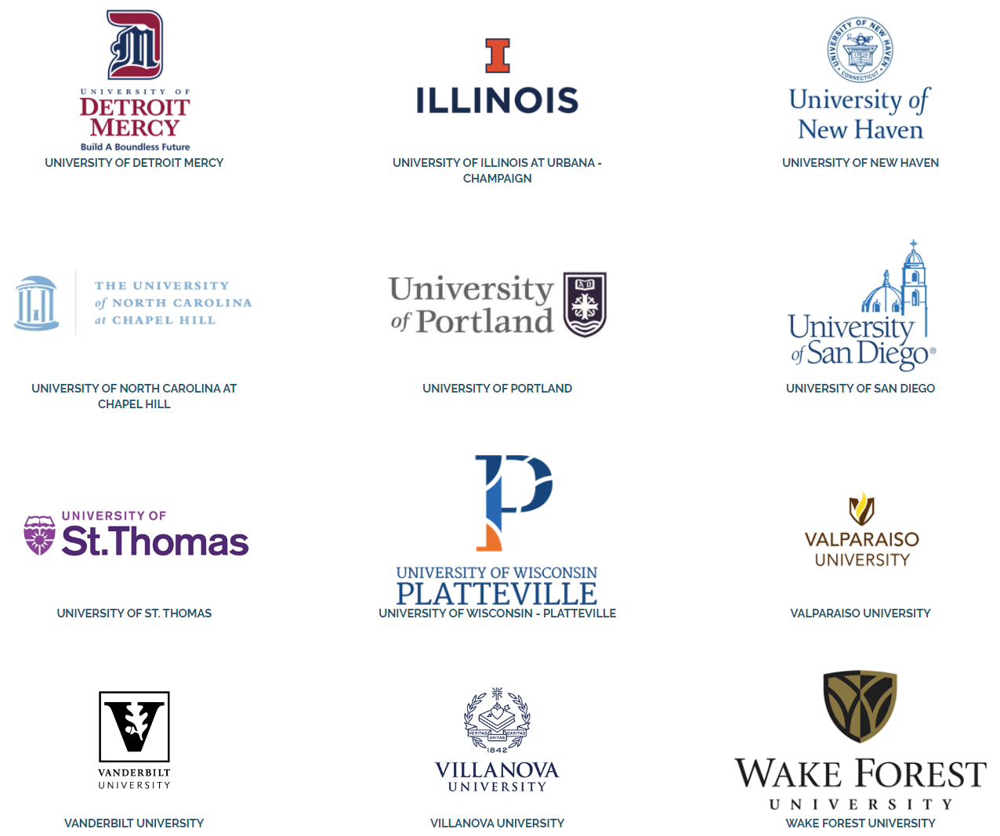 UNIVERSITY OF
DETROIT
MERCY
Build A Boundless Future
UNIVERSITY OF DETROIT MERCY
I
ILLINOIS
UNIVERSITY OF ILLINOIS AT URBANA -
CHAMPAIGN
UNIVERSITY OF NEW HAVEN
CONNECTICUT
University of
New Haven
UNIVERSITY OF NEW HAVEN
THE UNIVERSITY
of NORTH CAROLINA
at CHAPEL HILL
UNIVERSITY OF NORTH CAROLINA AT
CHAPEL HILL
University
of Portland
UNIVERSITY OF PORTLAND
University
of San Diego®
UNIVERSITY OF SAN DIEGO
UNIVERSITY OF
St.Thomas
UNIVERSITY OF ST. THOMAS
P
UNIVERSITY OF WISCONSIN
PLATTEVILLE
UNIVERSITY OF WISCONSIN - PLATTEVILLE
VALPARAISO
UNIVERSITY
VALPARAISO UNIVERSITY
V
VANDERBILT
UNIVERSITY
VANDERBILT UNIVERSITY
VERITAS UNITAS CARITAS
1842
VILLANOVA
UNIVERSITY
VILLANOVA UNIVERSITY
WAKE FOREST
UNIVERSITY
WAKE FOREST UNIVERSITY